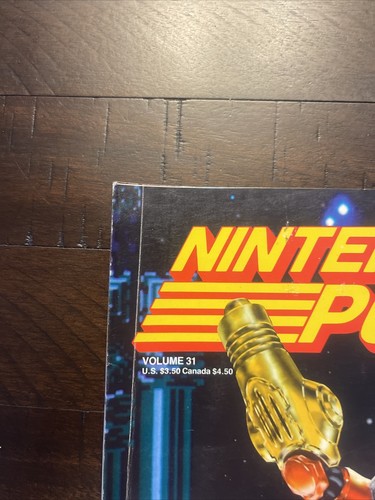 NINTE
PO
VOLUME 31
U.S. $3.50 Canada $4.50